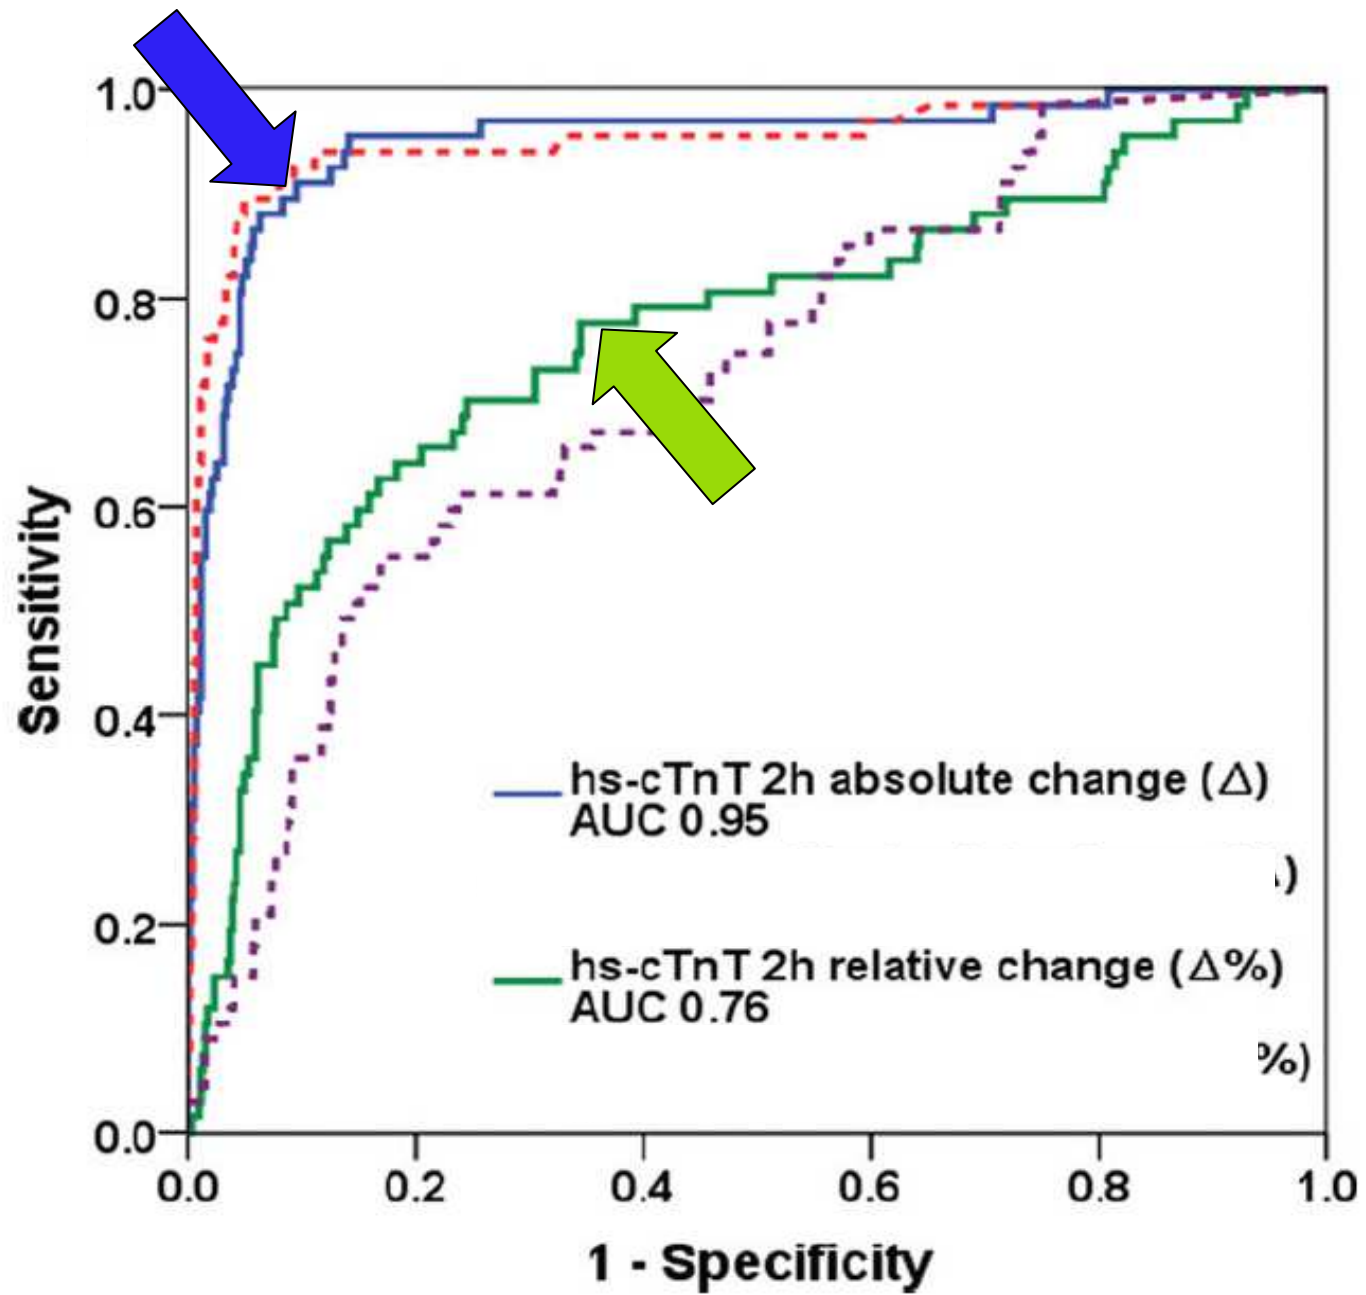 1.0
0.8
0.6
0.4
0.2
0.0
Sensitivity
hs-cTnT 2h absolute change (Δ)
AUC 0.95
)
hs-cTnT 2h relative change (Δ%)
AUC 0.76
%)
0.0 0.2 0.4 0.6 0.8 1.0
1 - Specificity